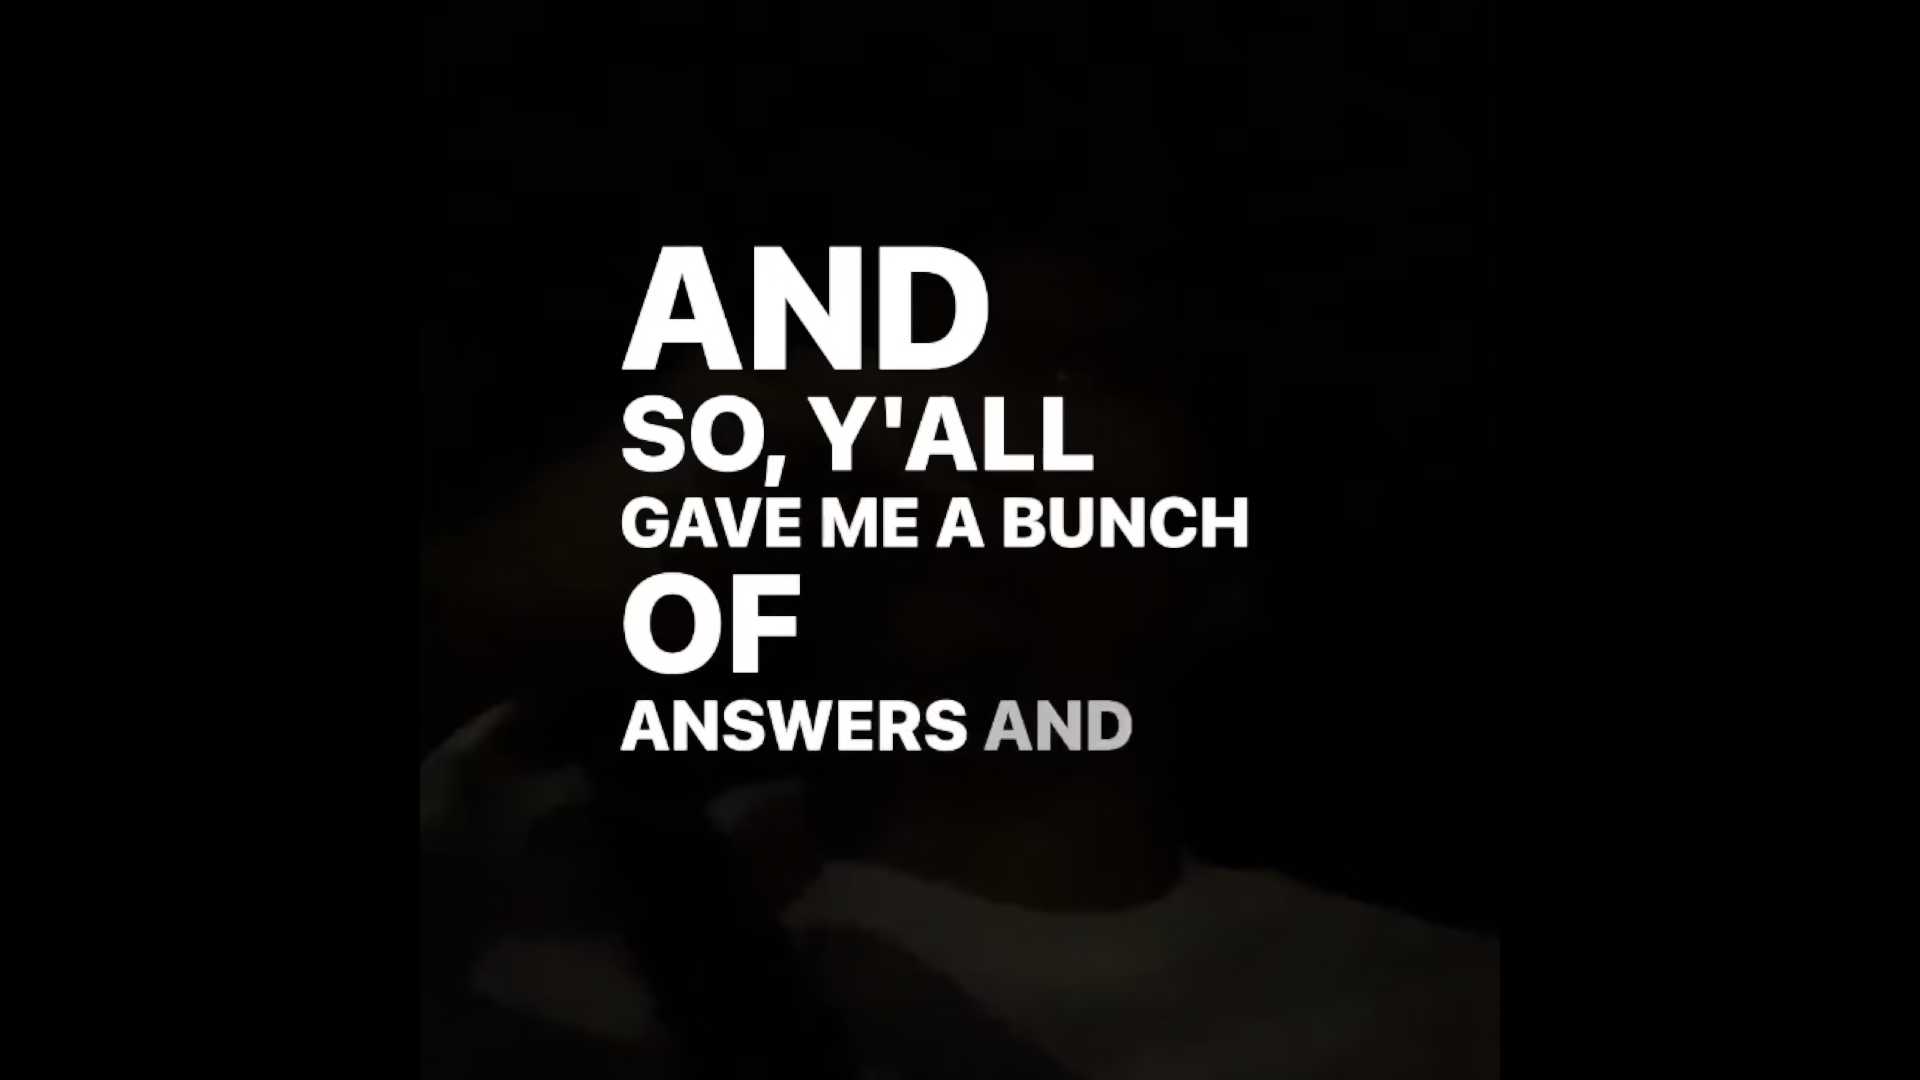 AND
SO, Y'ALL
GAVE ME A BUNCH
OF
ANSWERS AND